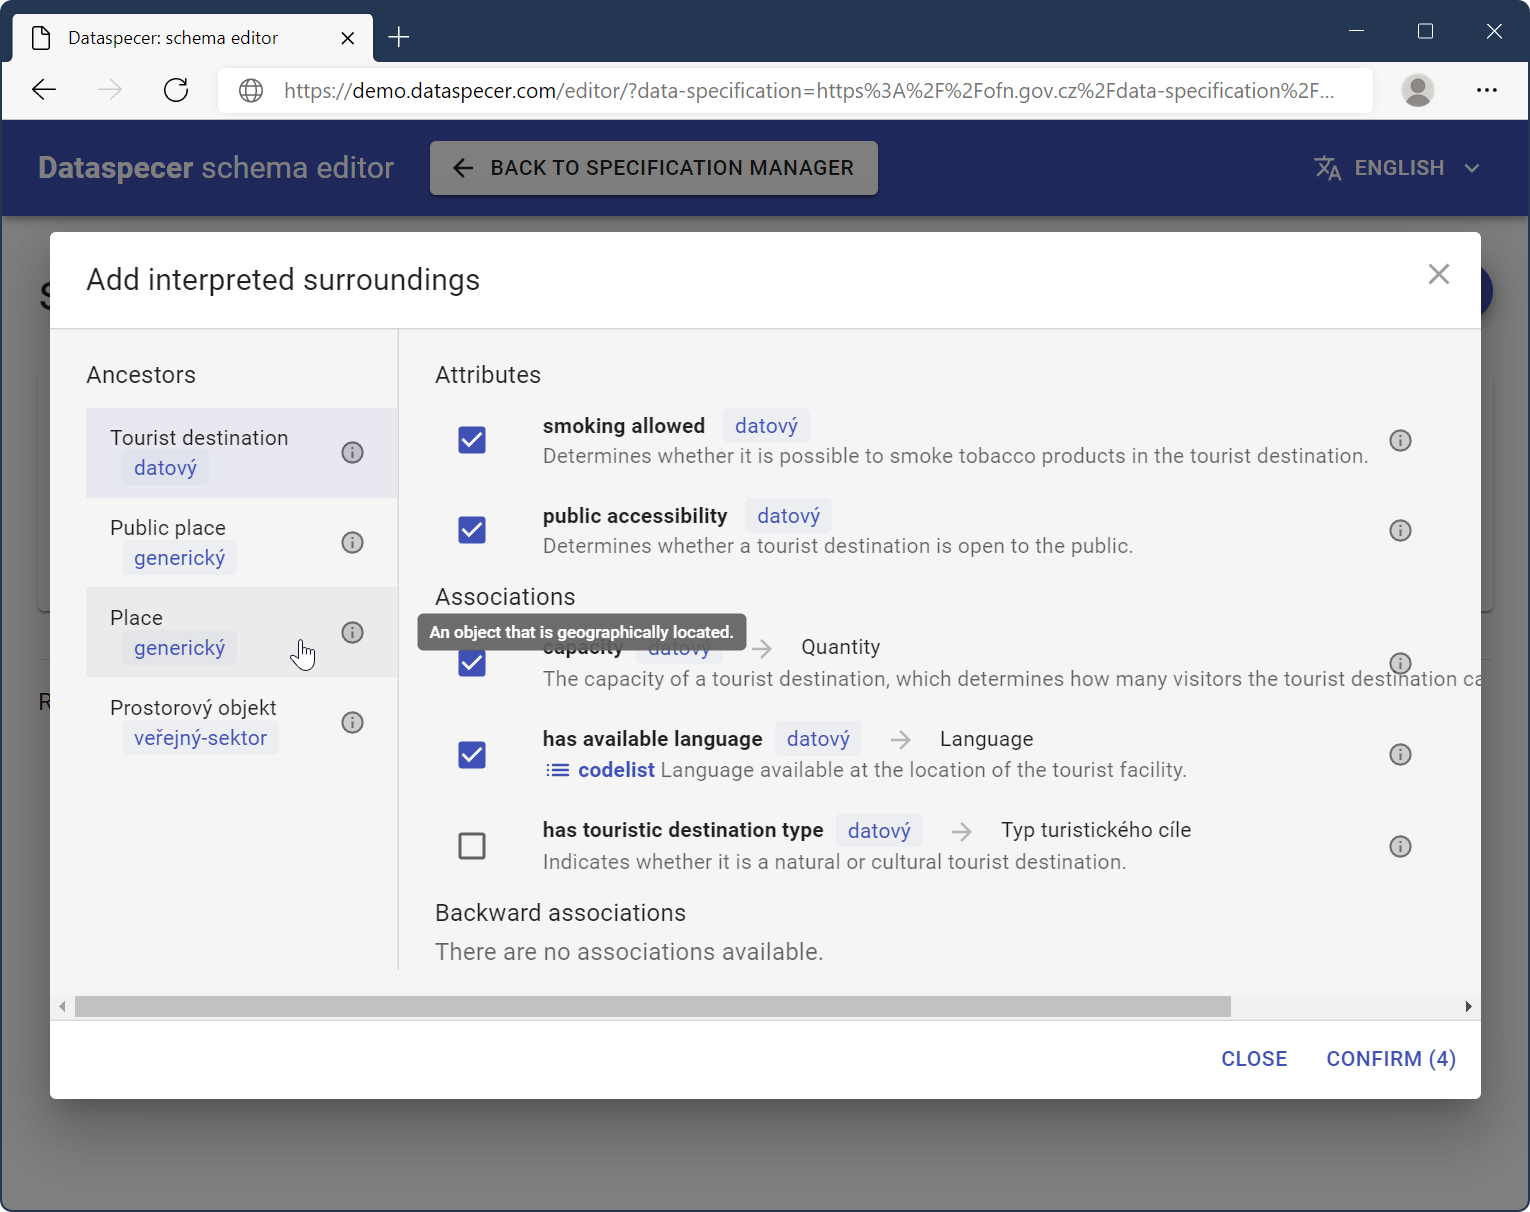 Dataspecer: schema editor
https://demo.dataspecer.com/editor/?data-specification=https%3A%2F%2Fofn.gov.cz%2Fdata-specification%2F...
Dataspecer schema editor
BACK TO SPECIFICATION MANAGER
ENGLISH
Add interpreted surroundings
Ancestors
Tourist destination
datový
Public place
generický
Place
generický
Prostorový objekt
veřejný-sektor
Attributes
smoking allowed datový
Determines whether it is possible to smoke tobacco products in the tourist destination.
public accessibility datový
Determines whether a tourist destination is open to the public.
Associations
An object that is geographically located.
capacity datový → Quantity
The capacity of a tourist destination, which determines how many visitors the tourist destination ca
has available language datový → Language
codelist Language available at the location of the tourist facility.
has touristic destination type datový → Typ turistického cíle
Indicates whether it is a natural or cultural tourist destination.
Backward associations
There are no associations available.
CLOSE
CONFIRM (4)